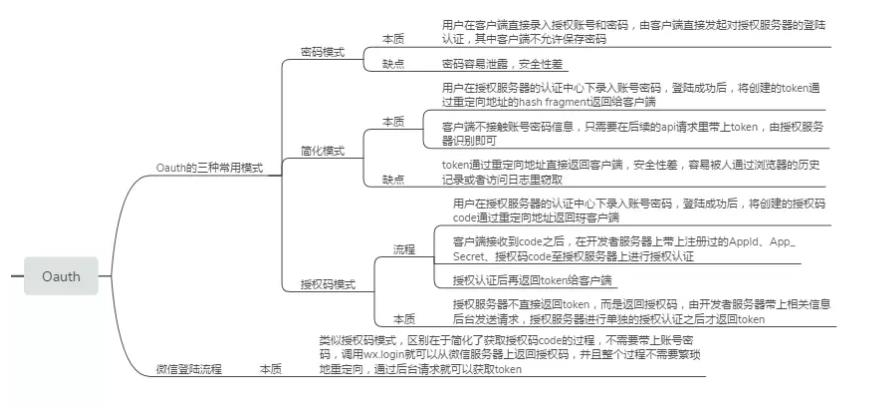 Oauth
Oauth的三种常用模式
密码模式
本质
用户在客户端直接录入授权账号和密码，由客户端直接发起对授权服务器的登陆
认证，其中客户端不允许保存密码
缺点
密码容易泄露，安全性差
简化模式
本质
用户在授权服务器的认证中心下录入账号密码，登陆成功后，将创建的token通
过重定向地址的hash fragment返回给客户端
客户端不接触账号密码信息，只需要在后续的api请求里带上token，由授权服务
器识别即可
缺点
token通过重定向地址直接返回客户端，安全性差，容易被人通过浏览器的历史
记录或者访问日志里窃取
授权码模式
流程
用户在授权服务器的认证中心下录入账号密码，登陆成功后，将创建的授权码
code通过重定向地址返回玗客户端
客户端接收到code之后，在开发者服务器上带上注册过的AppId、App_
Secret、授权码code至授权服务器上进行授权认证
授权认证后再返回token给客户端
本质
授权服务器不直接返回token，而是返回授权码，由开发者服务器带上相关信息
后台发送请求，授权服务器进行单独的授权认证之后才返回token
微信登陆流程
本质
类似授权码模式，区别在于简化了获取授权码code的过程，不需要带上账号密
码，调用wx.login就可以从微信服务器上返回授权码，并且整个过程不需要繁琐
地重定向，通过后台请求就可以获取token